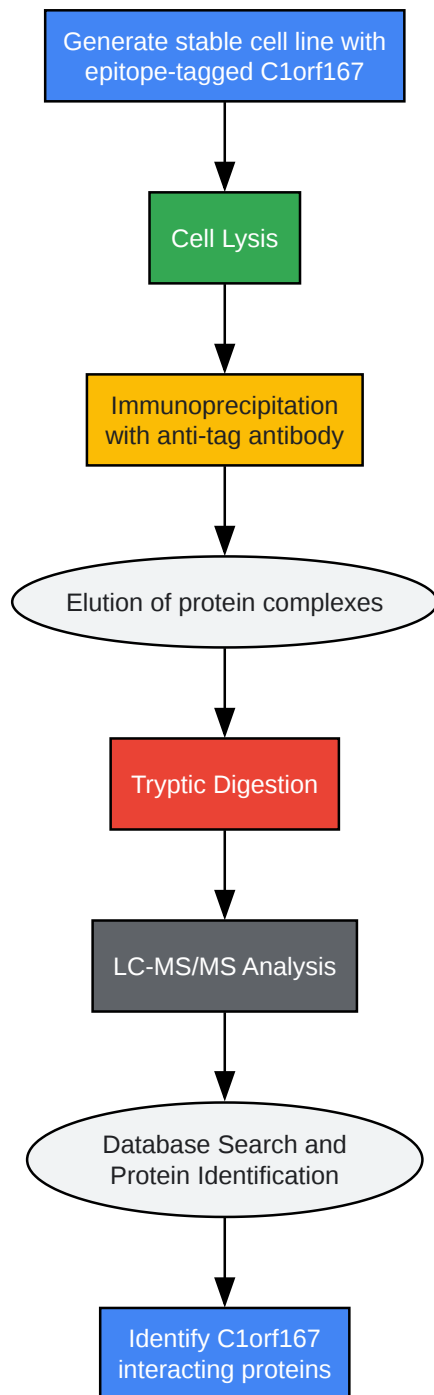 Generate stable cell line with
epitope-tagged C1orf167
Cell Lysis
Immunoprecipitation
with anti-tag antibody
Elution of protein complexes
Tryptic Digestion
LC-MS/MS Analysis
Database Search and
Protein Identification
Identify C1orf167
interacting proteins